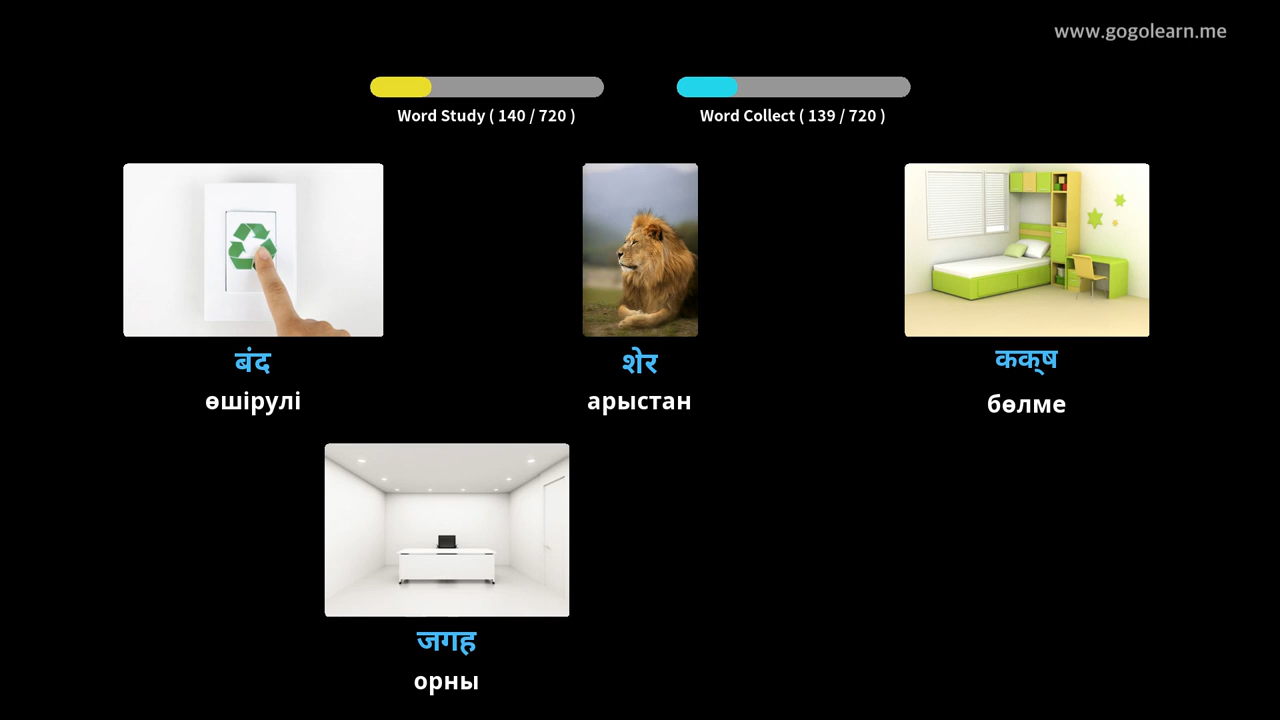 www.gogolearn.me
Word Study ( 140 / 720 )
Word Collect ( 139 / 720 )
बंद
өшірулі
शेर
арыстан
कक्ष
бөлме
जगह
орны